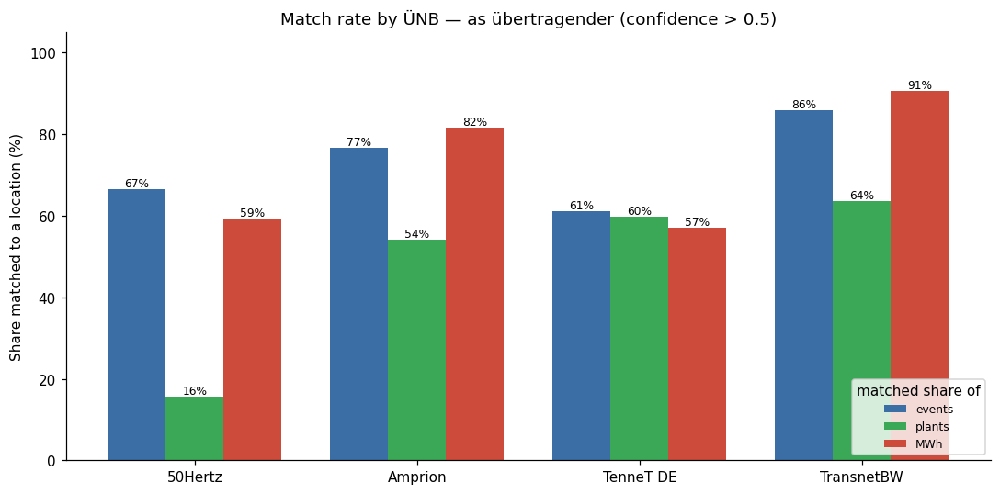 Match rate by ÜNB — as übertragender (confidence > 0.5)
Share matched to a location (%)
100
80
60
40
20
0
67%
16%
59%
77%
54%
82%
61%
60%
57%
86%
64%
91%
50Hertz
Amprion
TenneT DE
TransnetBW
matched share of
events
plants
MWh